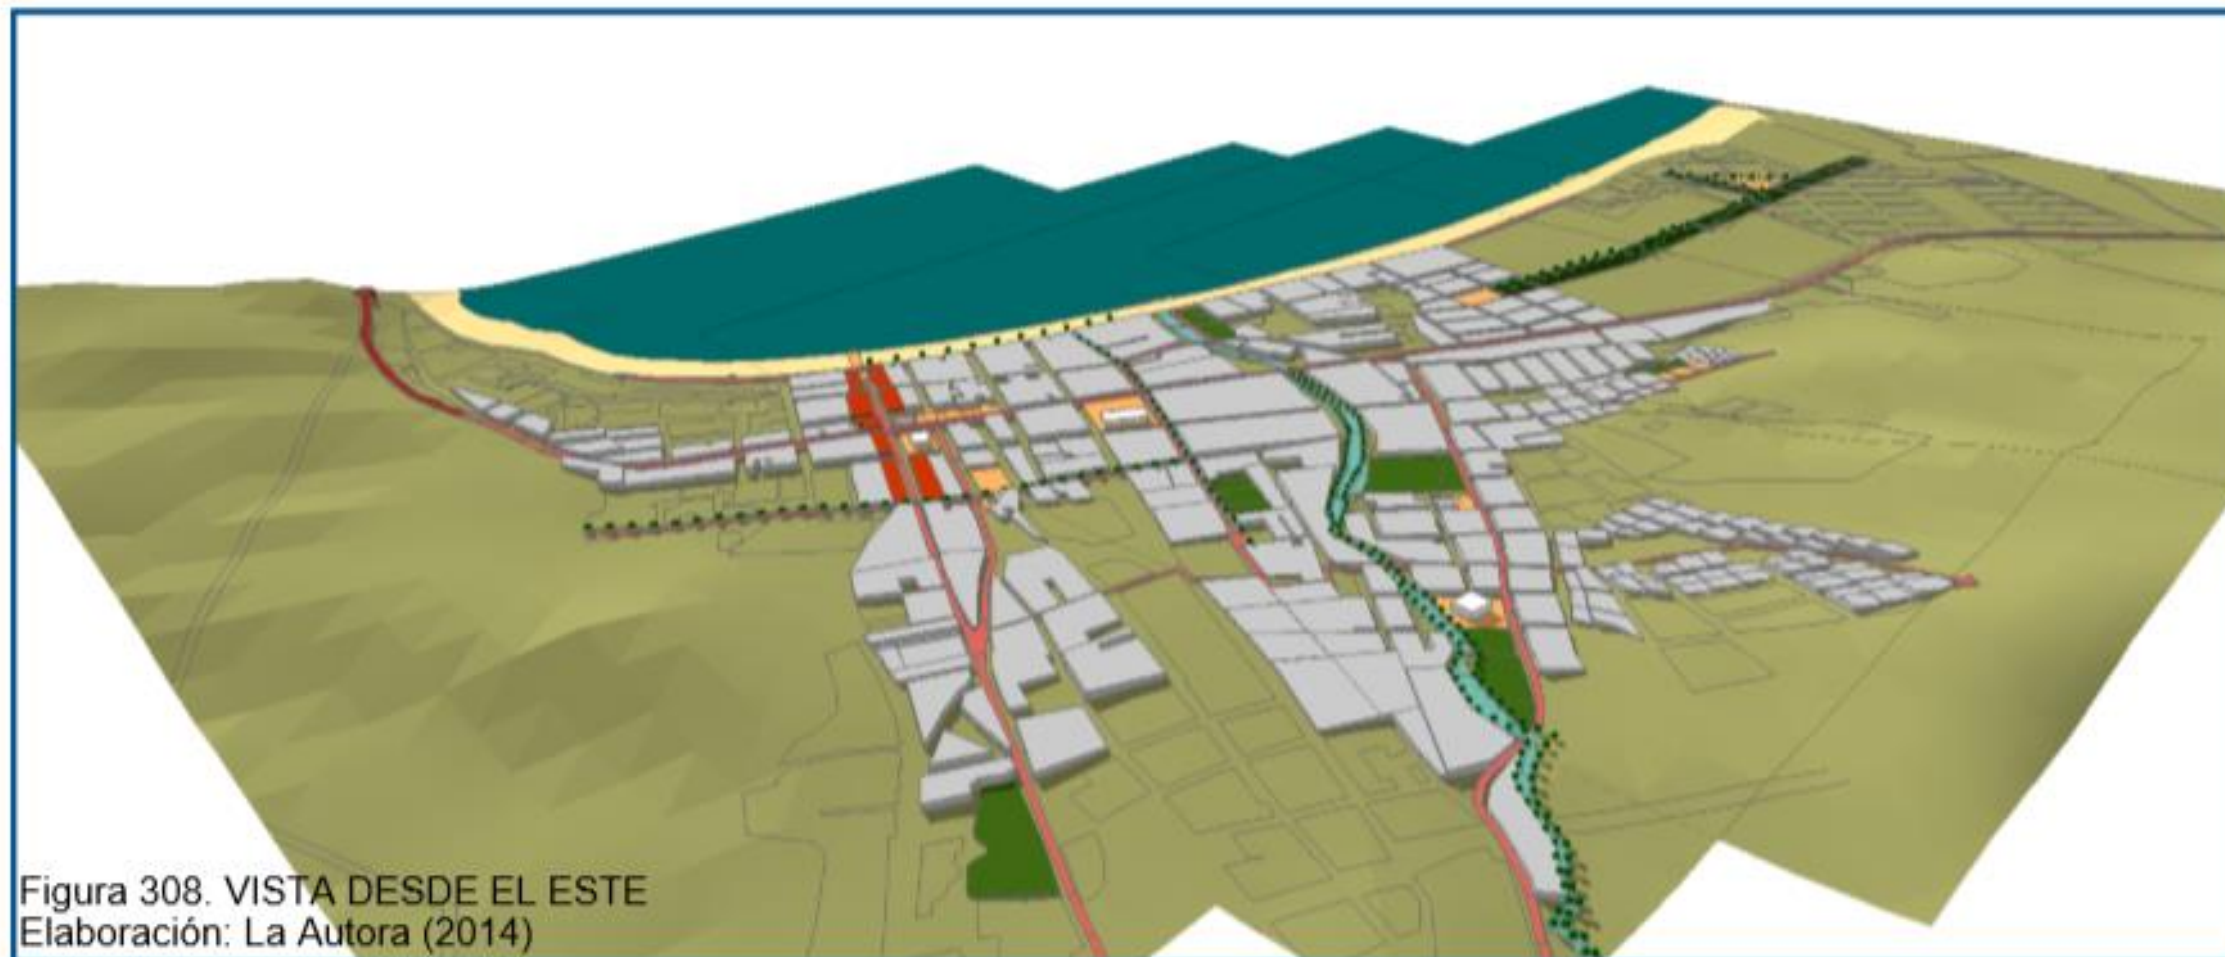 Figura 308. VISTA DESDE EL ESTE
Elaboración: La Autora (2014)